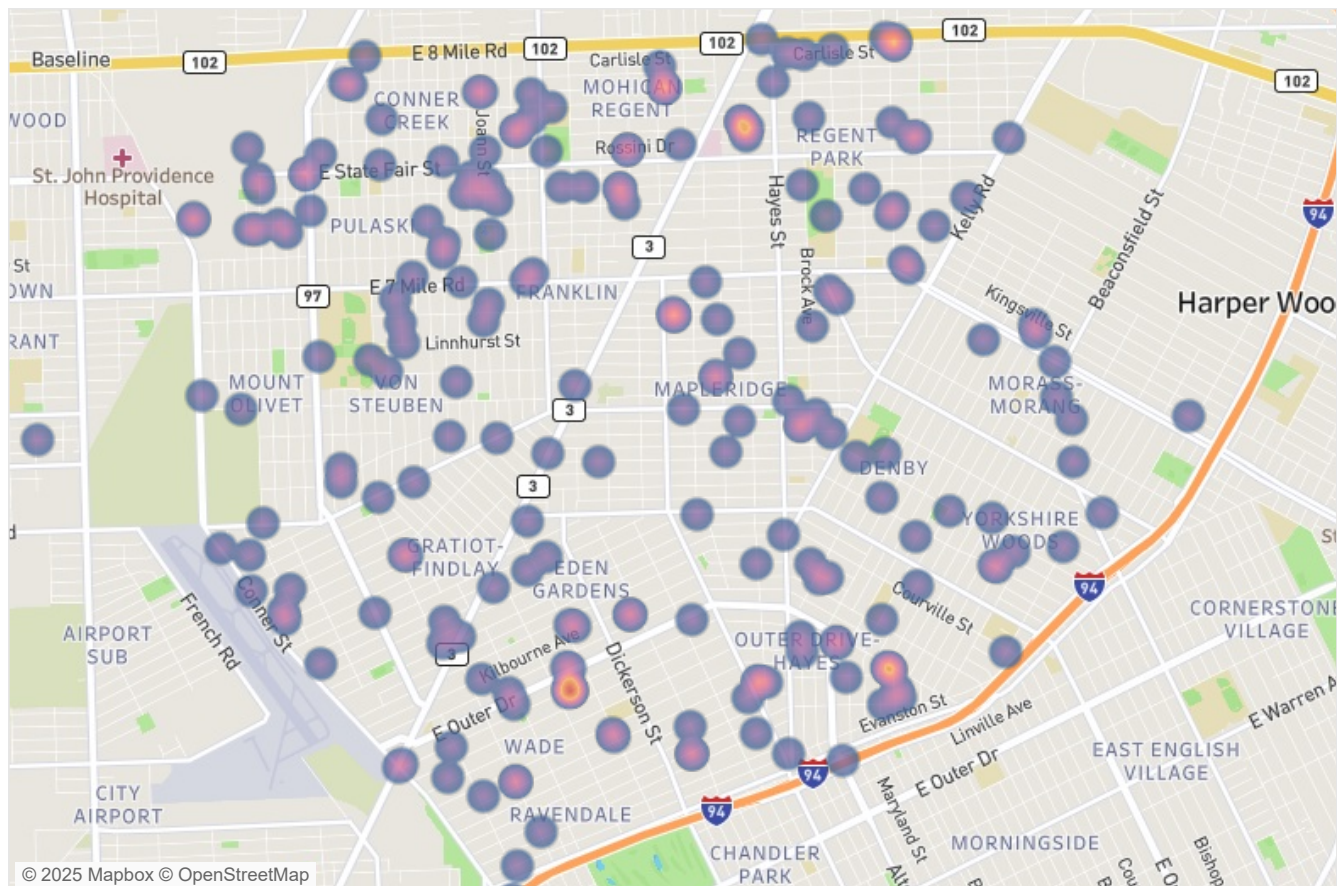 Baseline
102
E 8 Mile Rd
102
Carlisle St
102
Carlisle St
102
102
WOOD
CONNER
CREEK
Joann St
MOHICAN
REGENT
Rossini Dr
REGENT
PARK
St. John Providence
Hospital
E State Fair St
PULASKI
Hayes St
Kelly Rd
Beaconsfield St
94
3
St
OWN
97
E 7 Mile Rd
FRANKLIN
Brock Ave
Kingsville St
Harper Woo
RANT
Linnhurst St
MOUNT
OLIVET
VON
STEUBEN
3
MAPLERIDGE
MORASS-
MORANG
DENBY
3
d
YORKSHIRE
WOODS
St
GRATIOT-
FINDLAY
EDEN
GARDENS
French Rd
Conner St
Courville St
94
CORNERSTONE
VILLAGE
AIRPORT
SUB
3
Kilbourne Ave
Dickerson St
OUTER DRIVE-
HAYES
E Outer Dr
Evanston St
Linville Ave
E Warren A
WADE
94
E Outer Dr
EAST ENGLISH
VILLAGE
CITY
AIRPORT
RAVENDALE
94
Maryland St
MORNINGSIDE
CHANDLER
PARK
Alt
Cou
E O
Bishop
© 2025 Mapbox © OpenStreetMap